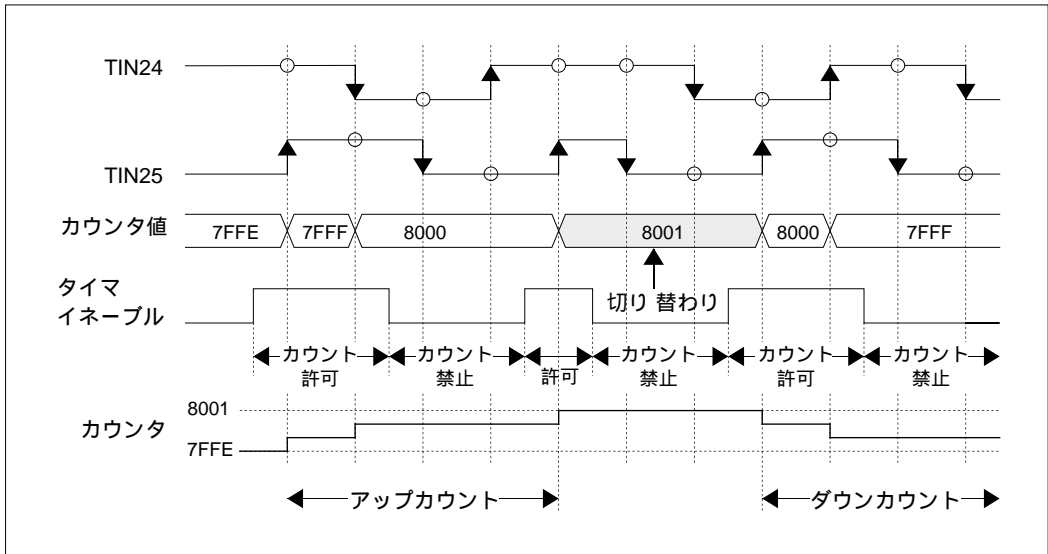 TIN24
TIN25
カウンタ値
7FFE 7FFF 8000 8001 8000 7FFF
切り 替わり
タイマ
イネーブル
カウント
許可
カウント
禁止
許可
カウント
禁止
カウント
許可
カウント
禁止
カウンタ
8001
7FFE
アップカウント
ダウンカウント